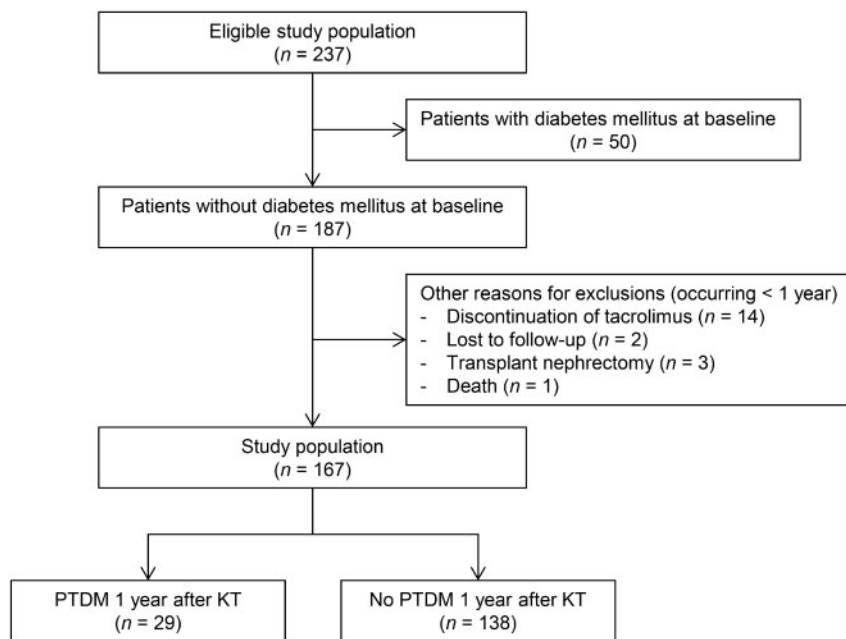 Eligible study population
(n = 237)
Patients with diabetes mellitus at baseline
(n = 50)
Patients without diabetes mellitus at baseline
(n = 187)
Other reasons for exclusions (occurring < 1 year)
- Discontinuation of tacrolimus (n = 14)
- Lost to follow-up (n = 2)
- Transplant nephrectomy (n = 3)
- Death (n = 1)
Study population
(n = 167)
PTDM 1 year after KT
(n = 29)
No PTDM 1 year after KT
(n = 138)